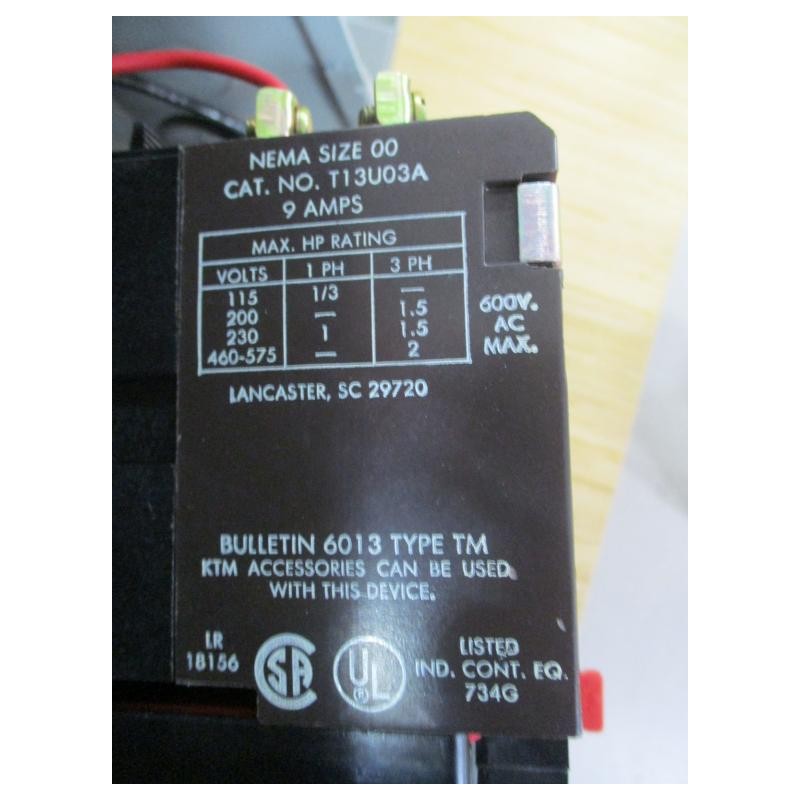 NEMA SIZE 00
CAT. NO. T13U03A
9 AMPS
MAX. HP RATING
VOLTS 1 PH 3 PH
115 1/3 —
200 — 1.5
230 1 1.5
460-575 — 2
600V.
AC
MAX.
LANCASTER, SC 29720
BULLETIN 6013 TYPE TM
KTM ACCESSORIES CAN BE USED
WITH THIS DEVICE.
LR
18156
SA
UL
®
LISTED
IND. CONT. EQ.
734G